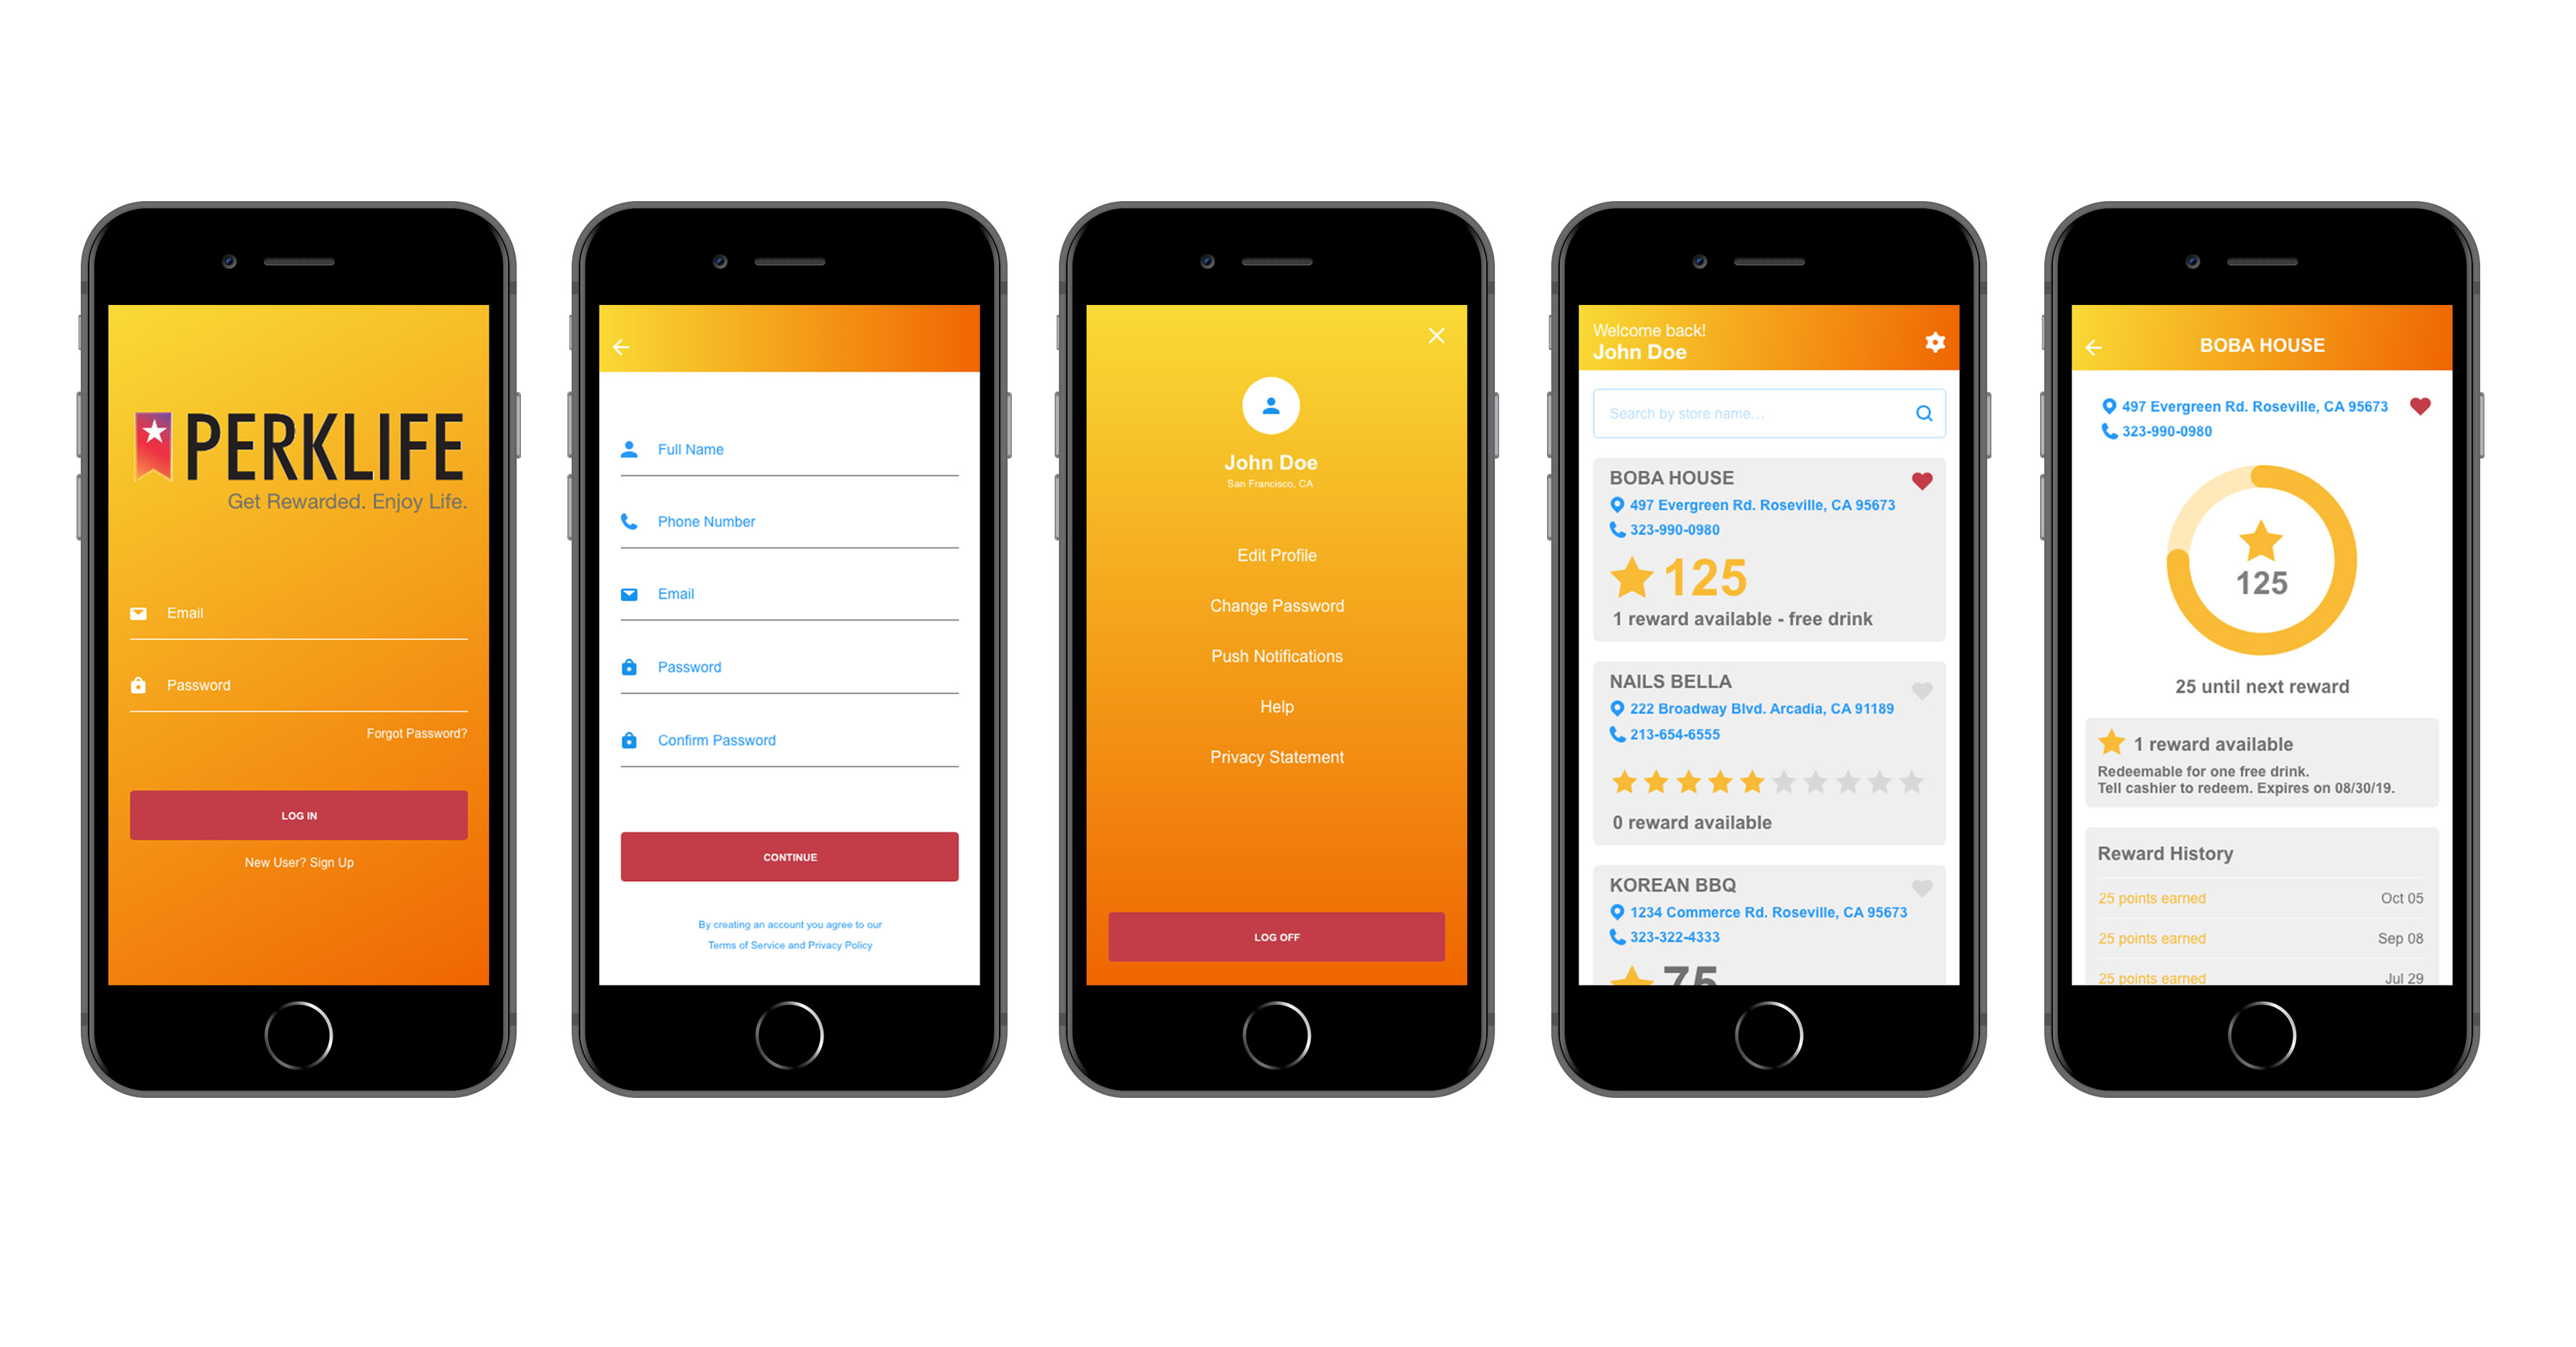 PERKLIFE
Get Rewarded. Enjoy Life.
Email
Password
Forgot Password?
LOG IN
New User? Sign Up
Full Name
Phone Number
Email
Password
Confirm Password
CONTINUE
By creating an account you agree to our
Terms of Service and Privacy Policy
John Doe
San Francisco, CA
Edit Profile
Change Password
Push Notifications
Help
Privacy Statement
LOG OFF
Welcome back!
John Doe
Search by store name...
BOBA HOUSE
497 Evergreen Rd. Roseville, CA 95673
323-990-0980
125
1 reward available - free drink
NAILS BELLA
222 Broadway Blvd. Arcadia, CA 91189
213-654-6555
0 reward available
KOREAN BBQ
1234 Commerce Rd. Roseville, CA 95673
323-322-4333
75
BOBA HOUSE
497 Evergreen Rd. Roseville, CA 95673
323-990-0980
125
25 until next reward
1 reward available
Redeemable for one free drink.
Tell cashier to redeem. Expires on 08/30/19.
Reward History
25 points earned Oct 05
25 points earned Sep 08
25 points earned Jul 29